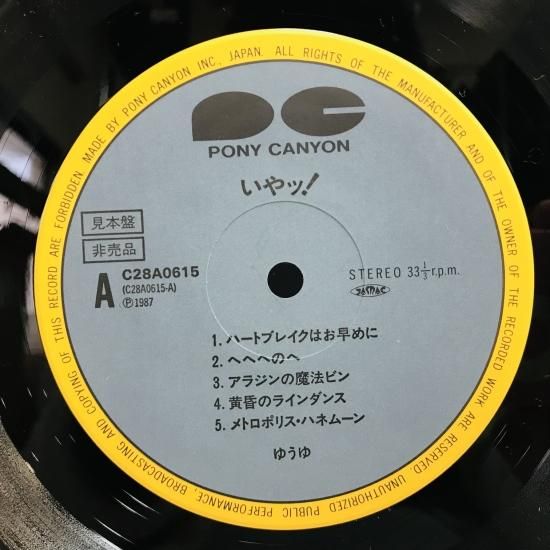 MADE BY PONY CANYON INC, JAPAN. ALL RIGHTS OF THE MANUFACTURER AND OF THE OWNER OF THE RECORDED WORK ARE RESERVED. UNAUTHORIZED PUBLIC PERFORMANCE, BROADCASTING AND COPYING OF THIS RECORD ARE FORBIDDEN
PC
PONY CANYON
いやッ!
見本盤
非売品
A
C28A0615
(C28A0615-A)
Ⓟ1987
STEREO 33⅓r.p.m.
JASRAC
1. ハートブレイクはお早めに
2. へへへのへ
3. アラジンの魔法ビン
4. 黄昏のラインダンス
5. メトロポリス・ハネムーン
ゆうゆ